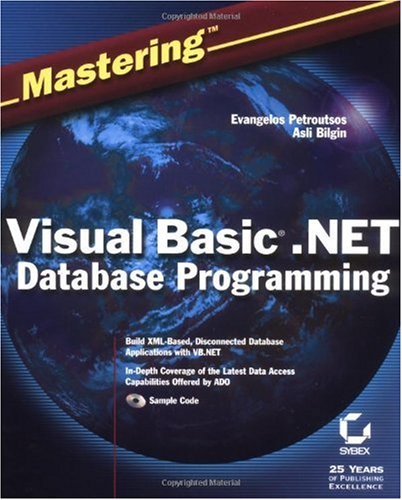 Mastering™
Evangelos Petroutsos
Asli Bilgin
Visual Basic® .NET
Database Programming
Build XML-Based, Disconnected Database
Applications with VB.NET
In-Depth Coverage of the Latest Data Access
Capabilities Offered by ADO
Sample Code
SYBEX
25 YEARS
OF PUBLISHING
EXCELLENCE